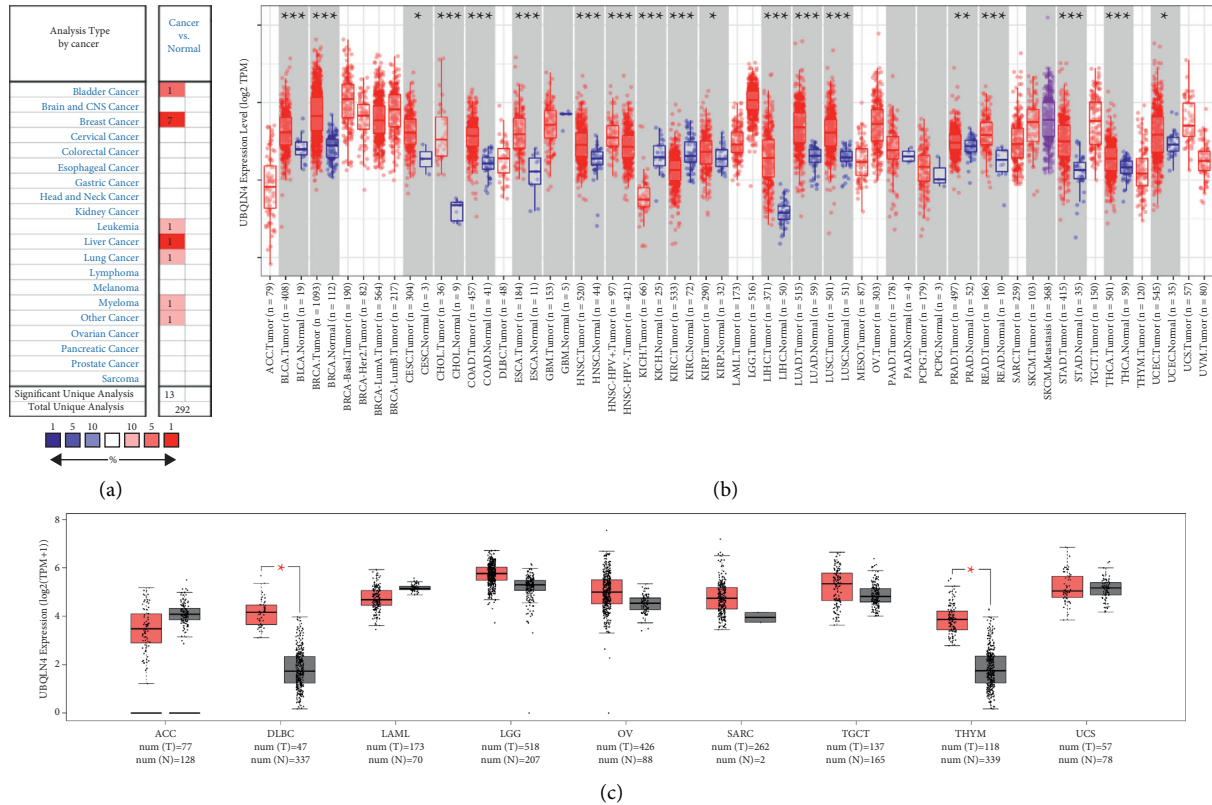 Analysis Type
by cancer
Cancer
vs.
Normal
Bladder Cancer 1
Brain and CNS Cancer
Breast Cancer 7
Cervical Cancer
Colorectal Cancer
Esophageal Cancer
Gastric Cancer
Head and Neck Cancer
Kidney Cancer
Leukemia 1
Liver Cancer 1
Lung Cancer 1
Lymphoma
Melanoma
Myeloma 1
Other Cancer 1
Ovarian Cancer
Pancreatic Cancer
Prostate Cancer
Sarcoma
Significant Unique Analysis 13
Total Unique Analysis 292
1 5 10 10 5 1
%
(a)
UBQLN4 Expression Level (log2 TPM)
*** *** * *** *** *** *** *** *** * *** *** *** ** *** *** *** *
ACC.Tumor (n = 79)
BLCA.Tumor (n = 408)
BLCA.Normal (n = 19)
BRCA.Tumor (n = 1093)
BRCA.Normal (n = 112)
BRCA-Basal.Tumor (n = 190)
BRCA-Her2.Tumor (n = 82)
BRCA-LumA.Tumor (n = 564)
BRCA-LumB.Tumor (n = 217)
CESC.Tumor (n = 304)
CESC.Normal (n = 3)
CHOL.Tumor (n = 36)
CHOL.Normal (n = 9)
COAD.Tumor (n = 457)
COAD.Normal (n = 41)
DLBC.Tumor (n = 48)
ESCA.Tumor (n = 184)
ESCA.Normal (n = 11)
GBM.Tumor (n = 153)
GBM.Normal (n = 5)
HNSC.Tumor (n = 520)
HNSC.Normal (n = 44)
HNSC-HPV+.Tumor (n = 97)
HNSC-HPV-.Tumor (n = 421)
KICH.Tumor (n = 66)
KICH.Normal (n = 25)
KIRC.Tumor (n = 533)
KIRC.Normal (n = 72)
KIRP.Tumor (n = 290)
KIRP.Normal (n = 32)
LAML.Tumor (n = 173)
LGG.Tumor (n = 516)
LIHC.Tumor (n = 371)
LIHC.Normal (n = 50)
LUAD.Tumor (n = 515)
LUAD.Normal (n = 59)
LUSC.Tumor (n = 501)
LUSC.Normal (n = 51)
MESO.Tumor (n = 87)
OV.Tumor (n = 303)
PAAD.Tumor (n = 178)
PAAD.Normal (n = 4)
PCPG.Tumor (n = 179)
PCPG.Normal (n = 3)
PRAD.Tumor (n = 497)
PRAD.Normal (n = 52)
READ.Tumor (n = 166)
READ.Normal (n = 10)
SARC.Tumor (n = 259)
SKCM.Tumor (n = 103)
SKCM.Metastasis (n = 368)
STAD.Tumor (n = 415)
STAD.Normal (n = 35)
TGCT.Tumor (n = 150)
THCA.Tumor (n = 501)
THCA.Normal (n = 59)
THYM.Tumor (n = 120)
UCEC.Tumor (n = 545)
UCEC.Normal (n = 35)
UCS.Tumor (n = 57)
UVM.Tumor (n = 80)
(b)
UBQLN4 Expression (log2(TPM+1))
8
6
4
2
0
* *
ACC DLBC LAML LGG OV SARC TGCT THYM UCS
num (T)=77 num (T)=47 num (T)=173 num (T)=518 num (T)=426 num (T)=262 num (T)=137 num (T)=118 num (T)=57
num (N)=128 num (N)=337 num (N)=70 num (N)=207 num (N)=88 num (N)=2 num (N)=165 num (N)=339 num (N)=78
(c)